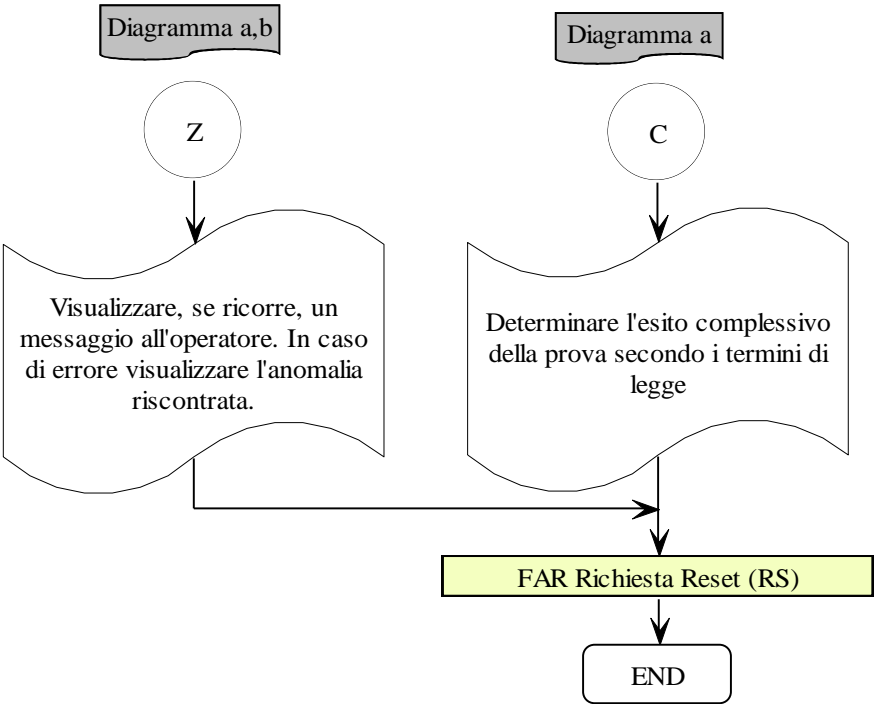 Diagramma a,b
Diagramma a
Z
C
Visualizzare, se ricorre, un
messaggio all'operatore. In caso
di errore visualizzare l'anomalia
riscontrata.
Determinare l'esito complessivo
della prova secondo i termini di
legge
FAR Richiesta Reset (RS)
END